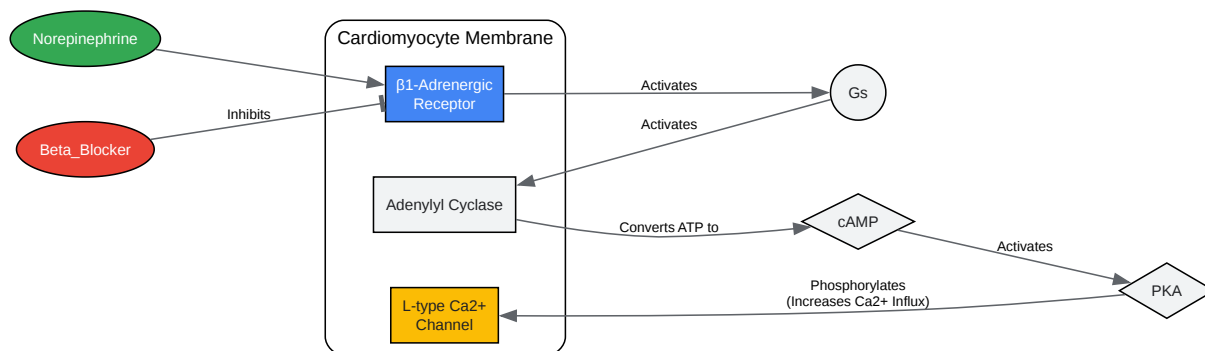 Norepinephrine
Cardiomyocyte Membrane
β1-Adrenergic
Receptor
Activates
Gs
Inhibits
Activates
Beta_Blocker
Adenylyl Cyclase
Converts ATP to
cAMP
Activates
Phosphorylates
(Increases Ca2+ Influx)
PKA
L-type Ca2+
Channel